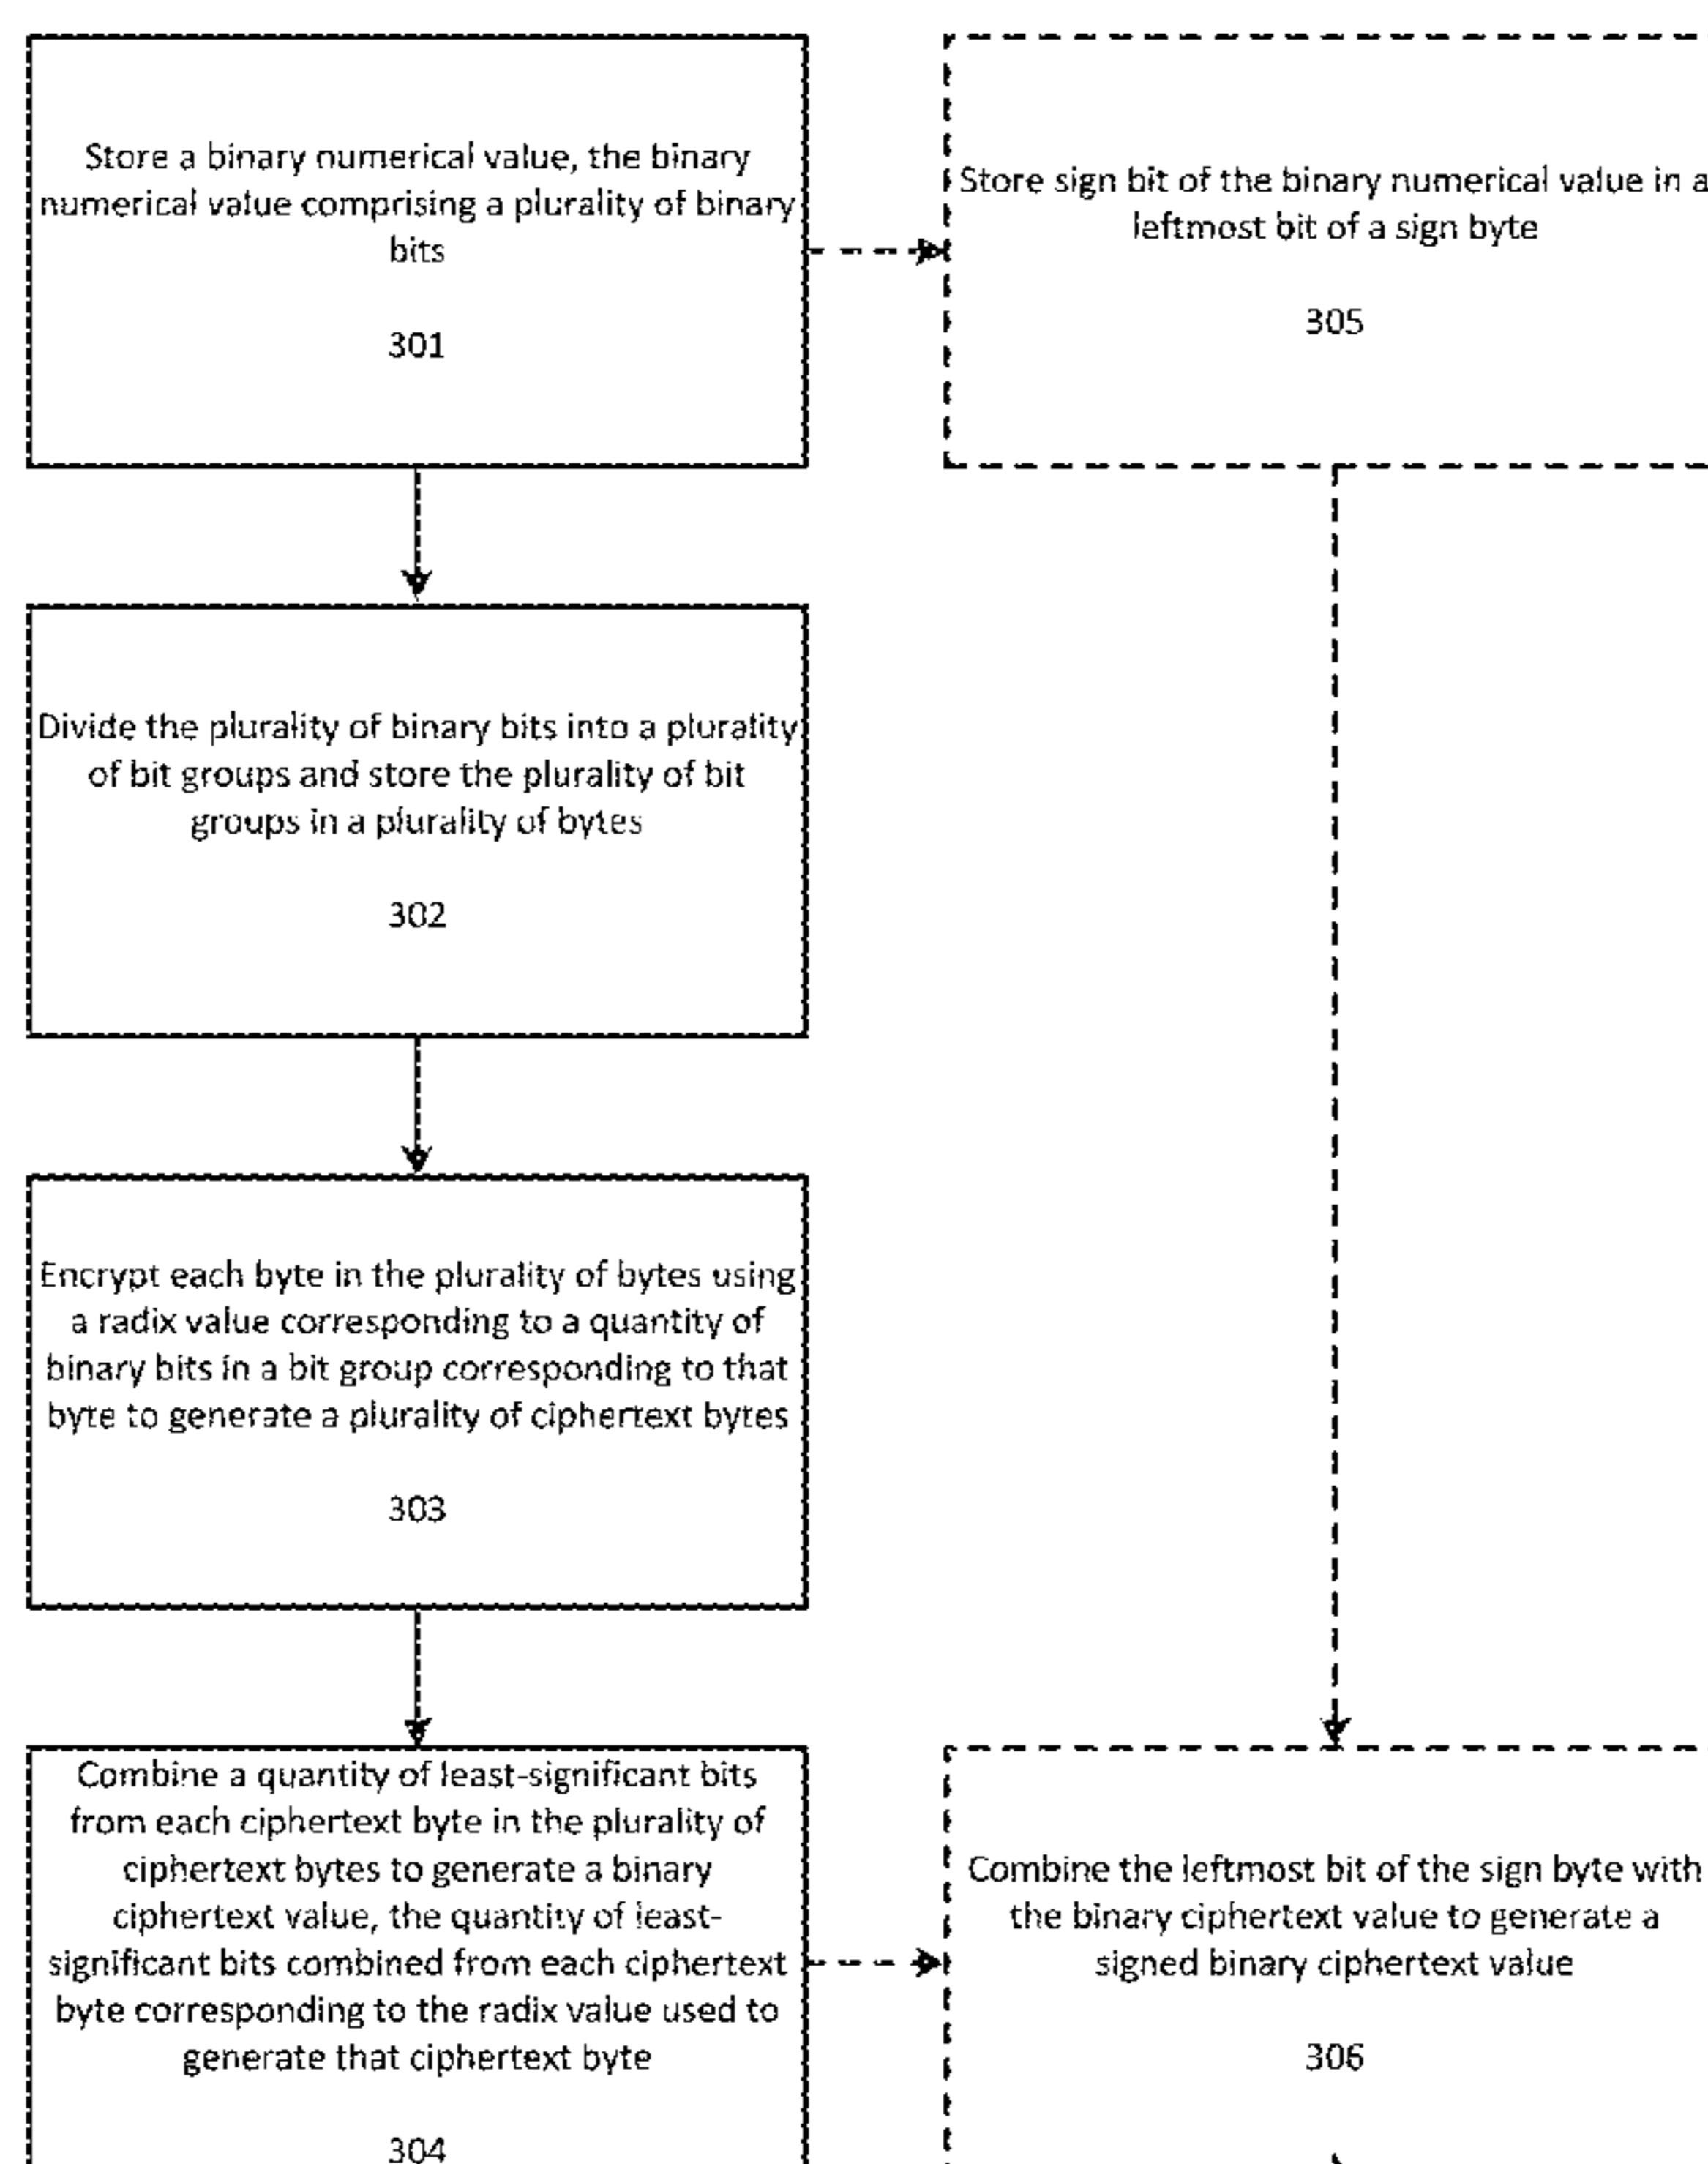 Store a binary numerical value, the binary
numerical value comprising a plurality of binary
bits
301
Store sign bit of the binary numerical value in a
leftmost bit of a sign byte
305
Divide the plurality of binary bits into a plurality
of bit groups and store the plurality of bit
groups in a plurality of bytes
302
Encrypt each byte in the plurality of bytes using
a radix value corresponding to a quantity of
binary bits in a bit group corresponding to that
byte to generate a plurality of ciphertext bytes
303
Combine a quantity of least-significant bits
from each ciphertext byte in the plurality of
ciphertext bytes to generate a binary
ciphertext value, the quantity of least-
significant bits combined from each ciphertext
byte corresponding to the radix value used to
generate that ciphertext byte
304
Combine the leftmost bit of the sign byte with
the binary ciphertext value to generate a
signed binary ciphertext value
306